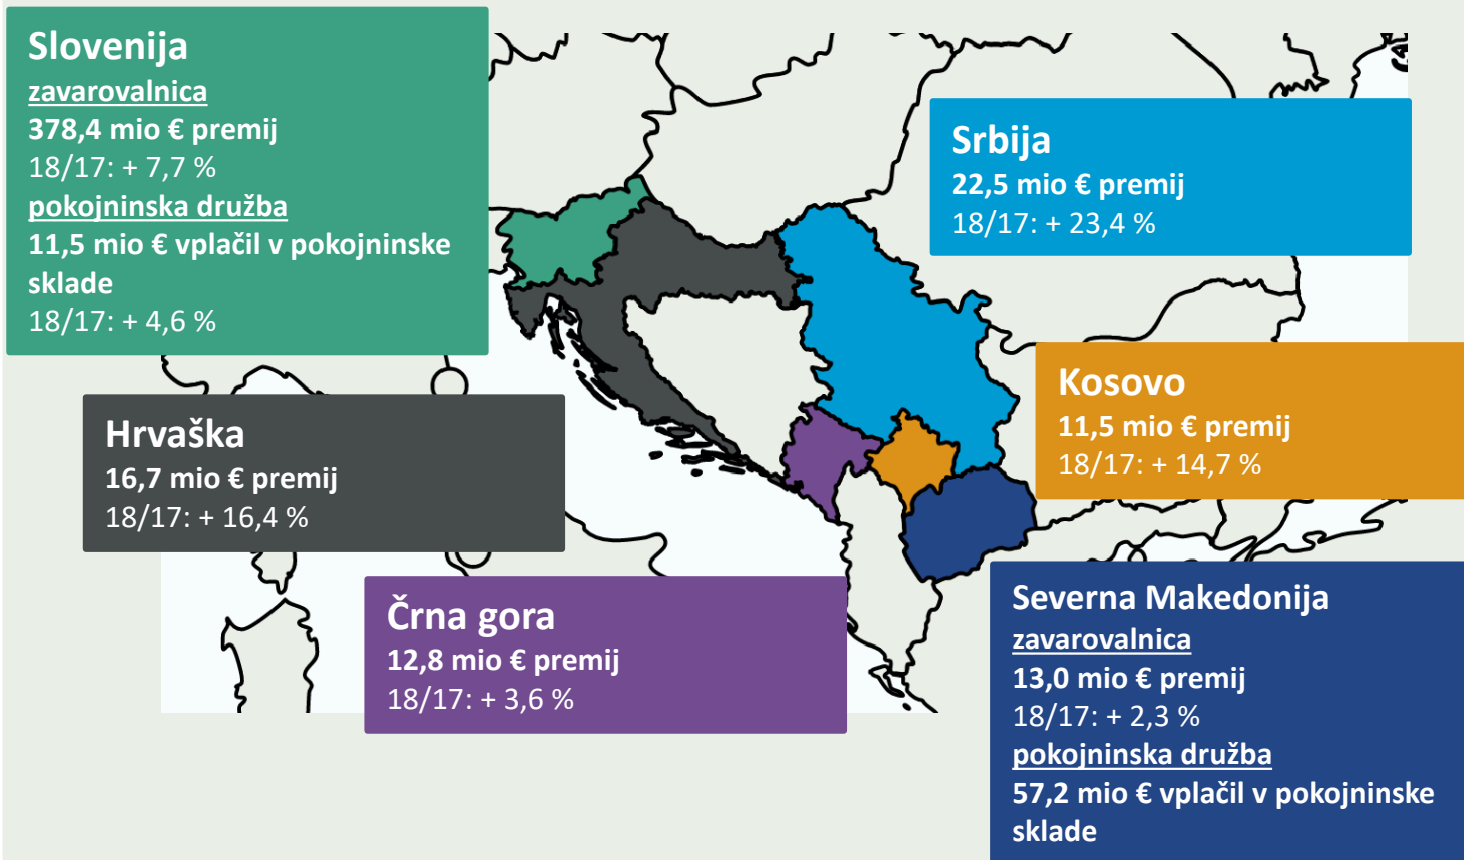 Slovenija
zavarovalnica
378,4 mio € premij
18/17: + 7,7 %
pokojninska družba
11,5 mio € vplačil v pokojninske
sklade
18/17: + 4,6 %
Srbija
22,5 mio € premij
18/17: + 23,4 %
Kosovo
11,5 mio € premij
18/17: + 14,7 %
Hrvaška
16,7 mio € premij
18/17: + 16,4 %
Črna gora
12,8 mio € premij
18/17: + 3,6 %
Severna Makedonija
zavarovalnica
13,0 mio € premij
18/17: + 2,3 %
pokojninska družba
57,2 mio € vplačil v pokojninske
sklade